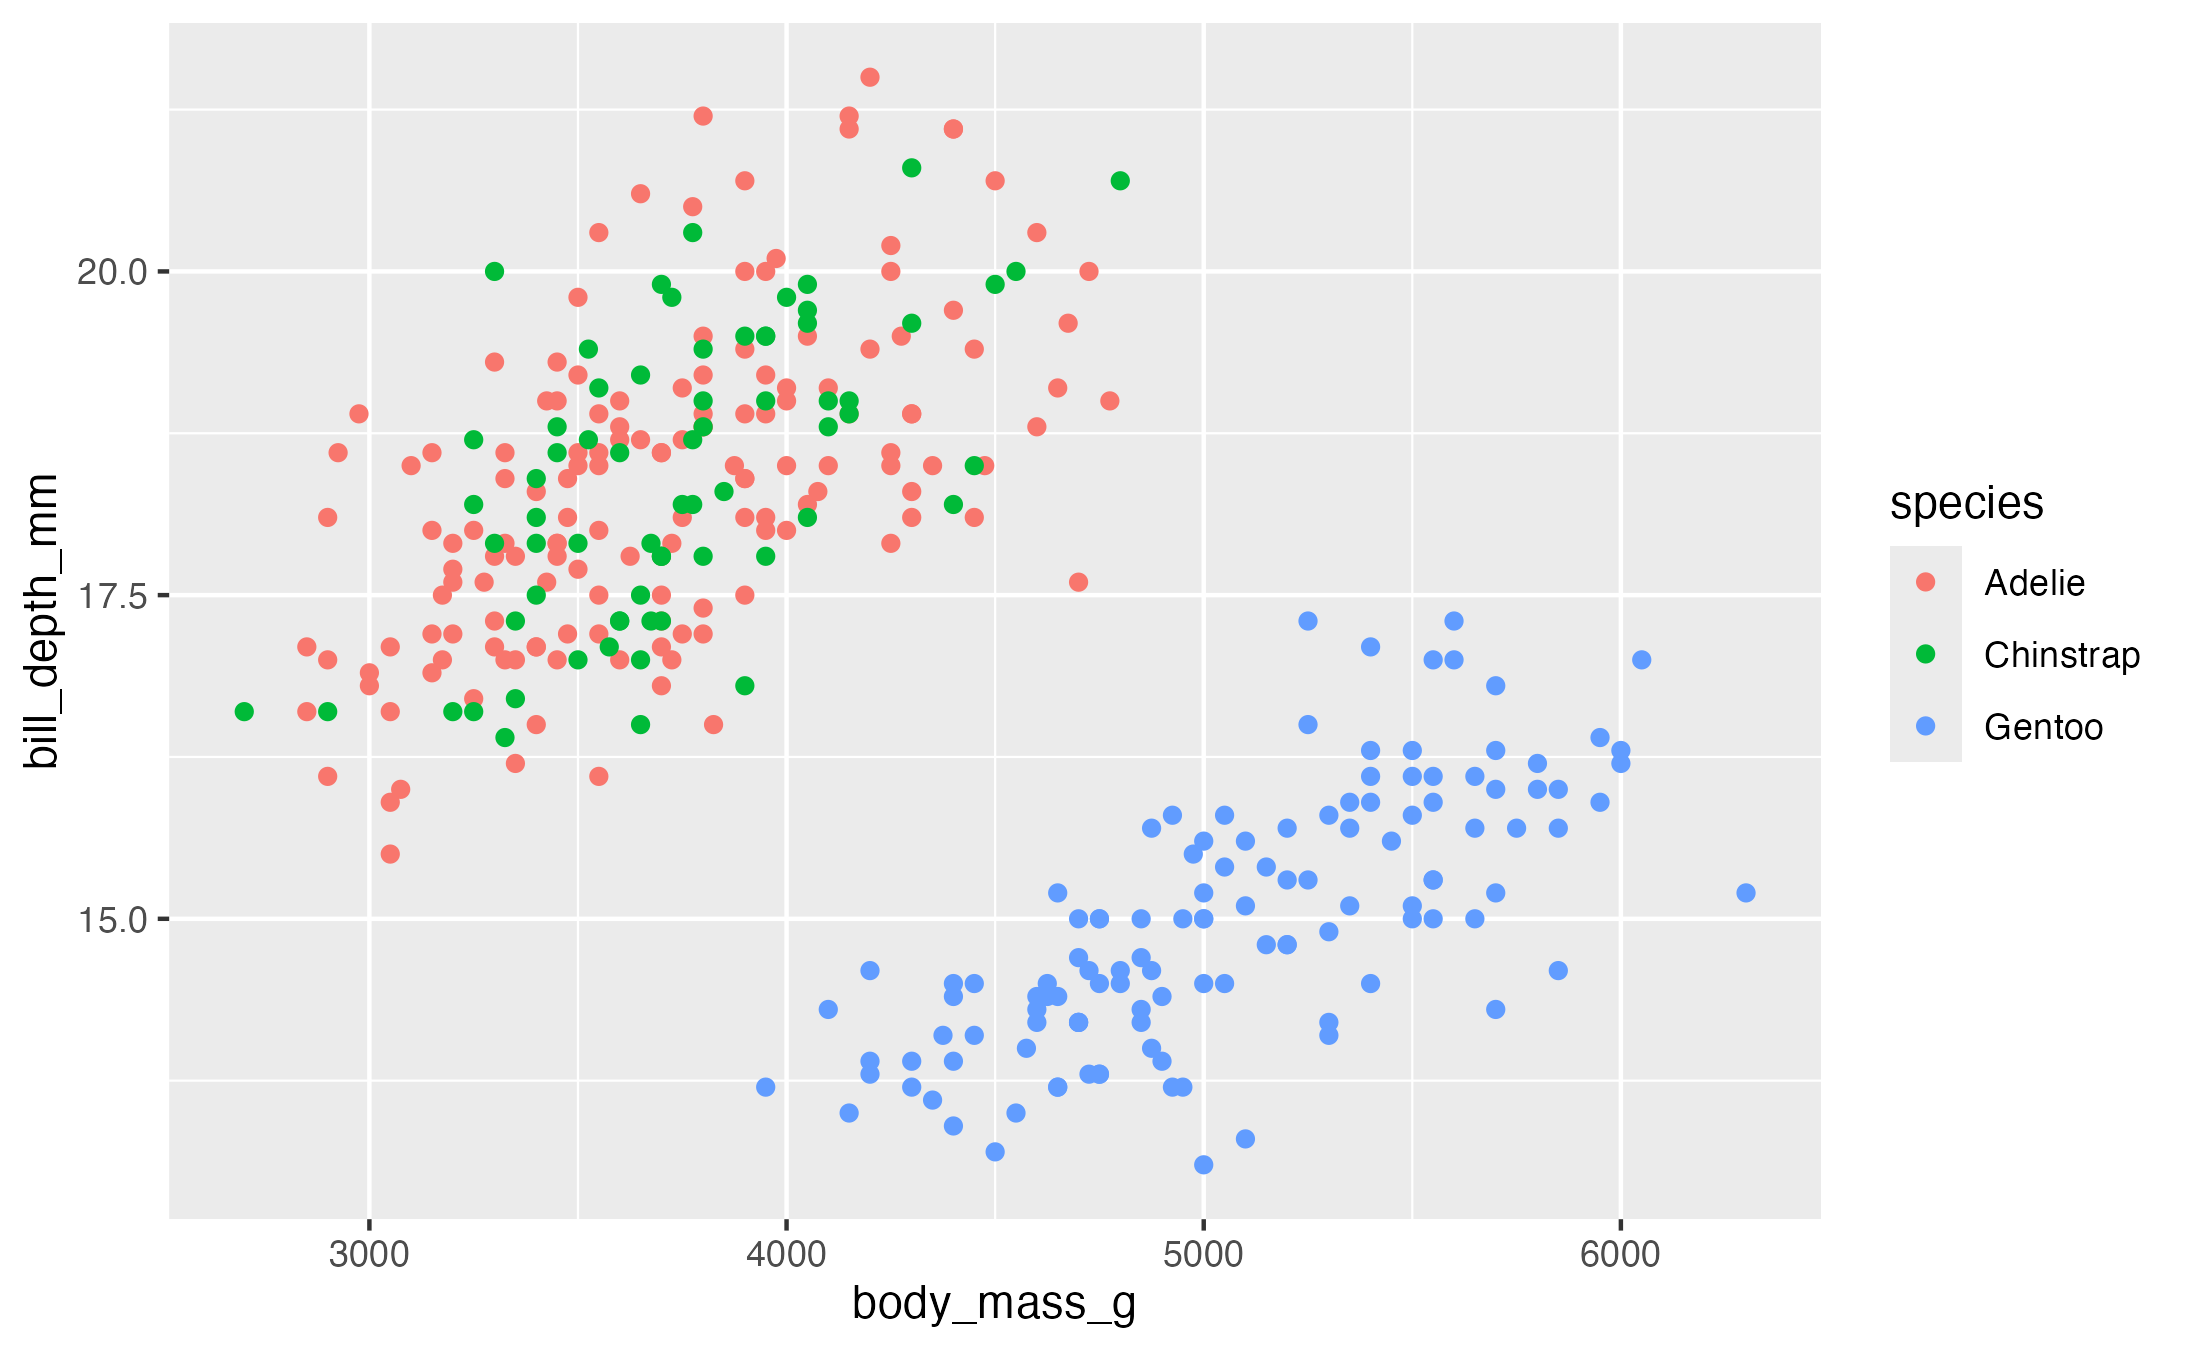 20.0
17.5
15.0
bill_depth_mm
3000 4000 5000 6000
body_mass_g
species
Adelie
Chinstrap
Gentoo